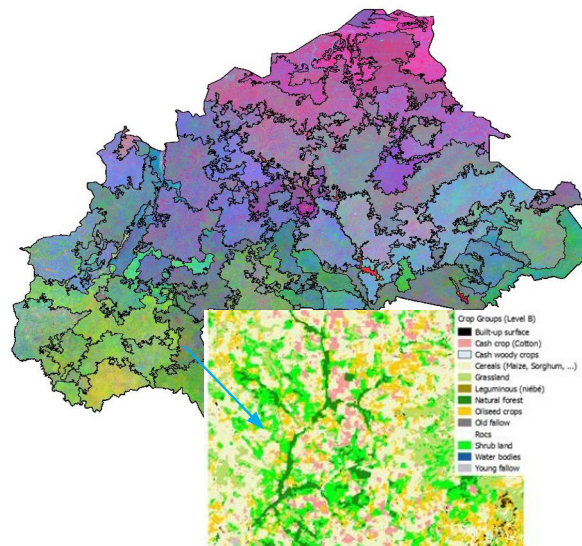 Crop Groups (Level B)
Built-up surface
Cash crop (Cotton)
Cash woody crops
Cereals (Maize, Sorghum, ...)
Grassland
Leguminous (niébé)
Natural forest
Oilseed crops
Old fallow
Rocs
Shrub land
Water bodies
Young fallow